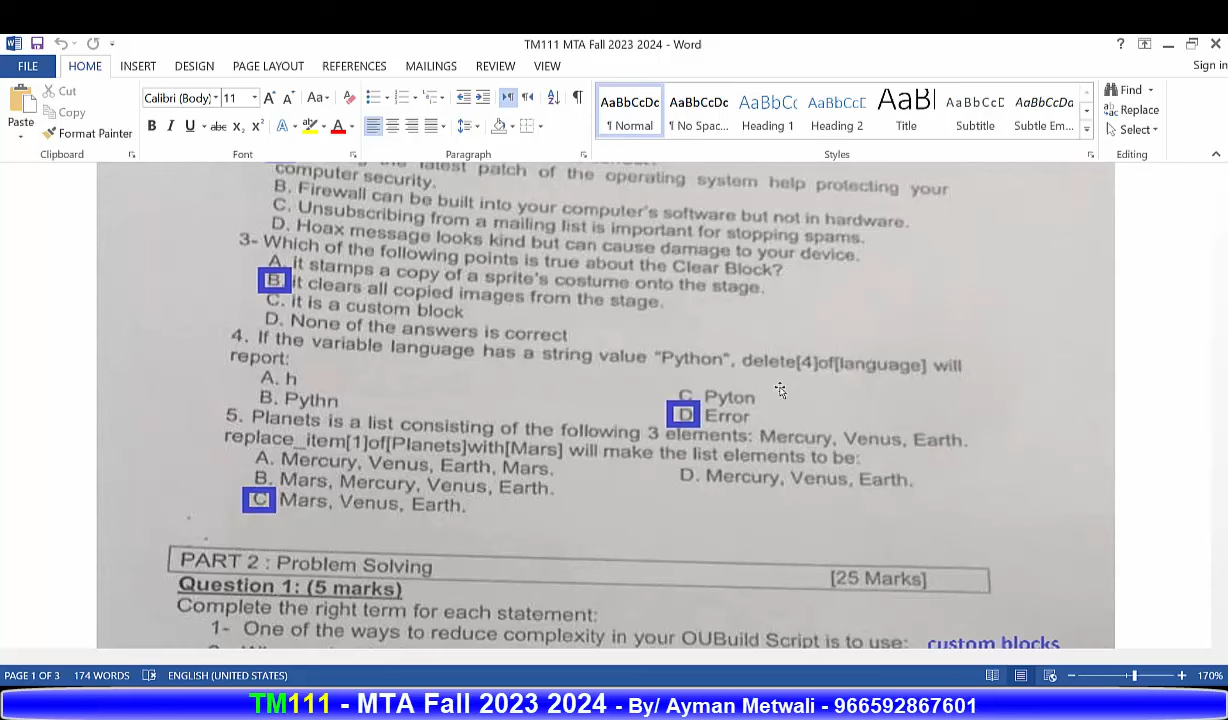 TM111 MTA Fall 2023 2024 - Word
Sign in
FILE HOME INSERT DESIGN PAGE LAYOUT REFERENCES MAILINGS REVIEW VIEW
Cut
Copy
Format Painter
Paste
Calibri (Body) 11
AaBbCcDc AaBbCcDc AaBbCc AaBbCcC AaB AaBbCcC AaBbCcDc
¶ Normal ¶ No Spac... Heading 1 Heading 2 Title Subtitle Subtle Em...
Find
Replace
Select
Clipboard Font Paragraph Styles Editing
the latest patch of the operating system help protecting your
computer security.
B. Firewall can be built into your computer's software but not in hardware.
C. Unsubscribing from a mailing list is important for stopping spams.
D. Hoax message looks kind but can cause damage to your device.
3- Which of the following points is true about the Clear Block?
A. it stamps a copy of a sprite's costume onto the stage.
B it clears all copied images from the stage.
C. it is a custom block
D. None of the answers is correct
4. If the variable language has a string value "Python", delete[4]of[language] will
report:
A. h
B. Pythn
C. Pyton
D Error
5. Planets is a list consisting of the following 3 elements: Mercury, Venus, Earth.
replace_item[1]of[Planets]with[Mars] will make the list elements to be:
A. Mercury, Venus, Earth, Mars.
B. Mars, Mercury, Venus, Earth.
C Mars, Venus, Earth.
D. Mercury, Venus, Earth.
PART 2 : Problem Solving [25 Marks]
Question 1: (5 marks)
Complete the right term for each statement:
1- One of the ways to reduce complexity in your OUBuild Script is to use: custom blocks
PAGE 1 OF 3 174 WORDS ENGLISH (UNITED STATES) 170%
TM111 - MTA Fall 2023 2024 - By/ Ayman Metwali - 966592867601